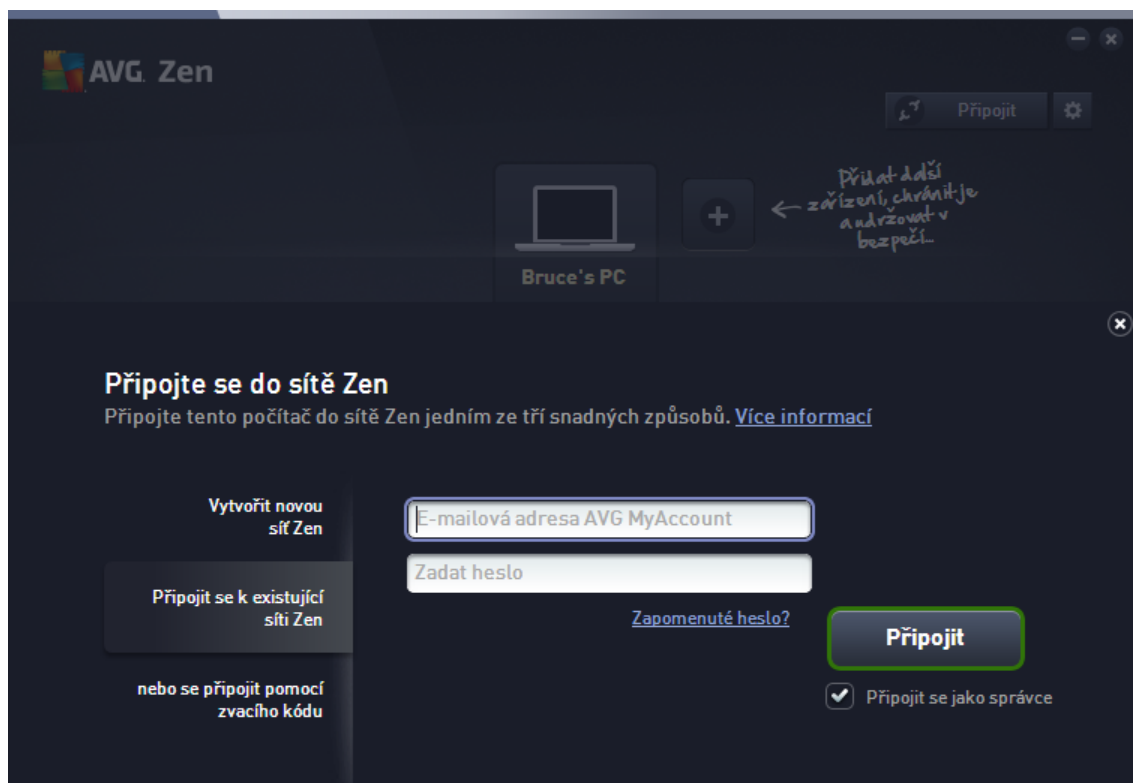 AVG. Zen
Připojit
Přidat další
zařízení, chránit je
a udržovat v
bezpečí...
Bruce's PC
Připojte se do sítě Zen
Připojte tento počítač do sítě Zen jedním ze tří snadných způsobů. Více informací
Vytvořit novou
síť Zen
Připojit se k existující
síti Zen
nebo se připojit pomocí
zvacího kódu
E-mailová adresa AVG MyAccount
Zadat heslo
Zapomenuté heslo?
Připojit
Připojit se jako správce